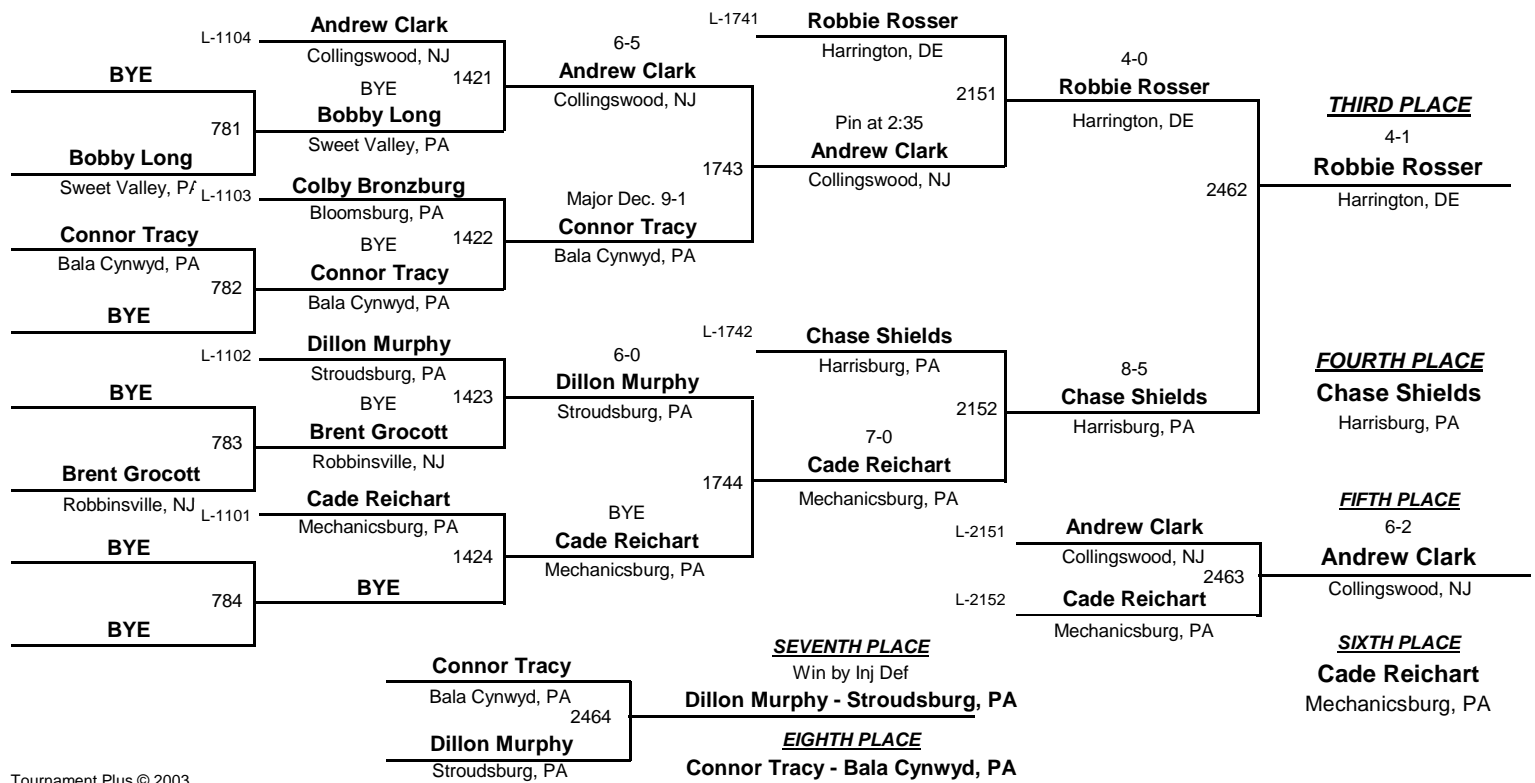 L-1104
Andrew Clark
Collingswood, NJ
BYE
1421
BYE
781
Bobby Long
Sweet Valley, PA
Bobby Long
Sweet Valley, PA
L-1103
Colby Bronzburg
Bloomsburg, PA
Connor Tracy
Bala Cynwyd, PA
BYE
1422
782
Connor Tracy
Bala Cynwyd, PA
BYE
L-1102
Dillon Murphy
Stroudsburg, PA
BYE
BYE
1423
783
Brent Grocott
Robbinsville, NJ
Brent Grocott
Robbinsville, NJ
L-1101
Cade Reichart
Mechanicsburg, PA
BYE
1424
784
BYE
BYE
6-5
Andrew Clark
Collingswood, NJ
1743
Major Dec. 9-1
Connor Tracy
Bala Cynwyd, PA
6-0
Dillon Murphy
Stroudsburg, PA
1744
BYE
Cade Reichart
Mechanicsburg, PA
L-1741
Robbie Rosser
Harrington, DE
2151
Pin at 2:35
Andrew Clark
Collingswood, NJ
L-1742
Chase Shields
Harrisburg, PA
2152
7-0
Cade Reichart
Mechanicsburg, PA
4-0
Robbie Rosser
Harrington, DE
2462
8-5
Chase Shields
Harrisburg, PA
THIRD PLACE
4-1
Robbie Rosser
Harrington, DE
FOURTH PLACE
Chase Shields
Harrisburg, PA
L-2151
Andrew Clark
Collingswood, NJ
2463
L-2152
Cade Reichart
Mechanicsburg, PA
FIFTH PLACE
6-2
Andrew Clark
Collingswood, NJ
SIXTH PLACE
Cade Reichart
Mechanicsburg, PA
Connor Tracy
Bala Cynwyd, PA
2464
Dillon Murphy
Stroudsburg, PA
SEVENTH PLACE
Win by Inj Def
Dillon Murphy - Stroudsburg, PA
EIGHTH PLACE
Connor Tracy - Bala Cynwyd, PA
Tournament Plus © 2003